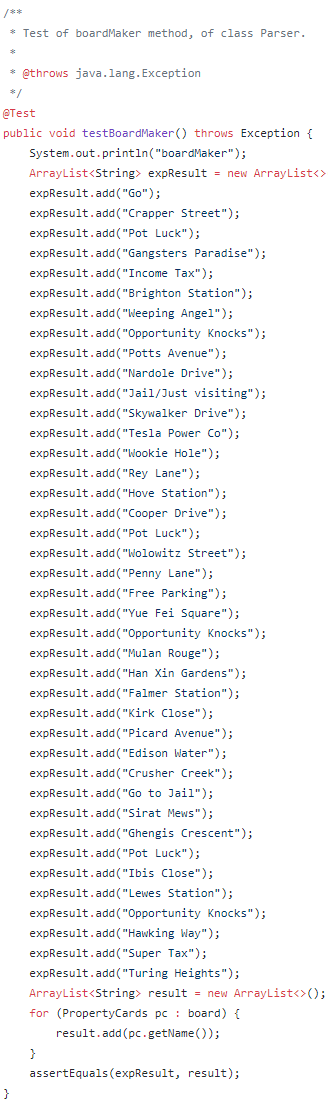 /**
 * Test of boardMaker method, of class Parser.
 *
 * @throws java.lang.Exception
 */
@Test
public void testBoardMaker() throws Exception {
    System.out.println("boardMaker");
    ArrayList<String> expResult = new ArrayList<>
    expResult.add("Go");
    expResult.add("Crapper Street");
    expResult.add("Pot Luck");
    expResult.add("Gangsters Paradise");
    expResult.add("Income Tax");
    expResult.add("Brighton Station");
    expResult.add("Weeping Angel");
    expResult.add("Opportunity Knocks");
    expResult.add("Potts Avenue");
    expResult.add("Nardole Drive");
    expResult.add("Jail/Just visiting");
    expResult.add("Skywalker Drive");
    expResult.add("Tesla Power Co");
    expResult.add("Wookie Hole");
    expResult.add("Rey Lane");
    expResult.add("Hove Station");
    expResult.add("Cooper Drive");
    expResult.add("Pot Luck");
    expResult.add("Wolowitz Street");
    expResult.add("Penny Lane");
    expResult.add("Free Parking");
    expResult.add("Yue Fei Square");
    expResult.add("Opportunity Knocks");
    expResult.add("Mulan Rouge");
    expResult.add("Han Xin Gardens");
    expResult.add("Falmer Station");
    expResult.add("Kirk Close");
    expResult.add("Picard Avenue");
    expResult.add("Edison Water");
    expResult.add("Crusher Creek");
    expResult.add("Go to Jail");
    expResult.add("Sirat Mews");
    expResult.add("Ghengis Crescent");
    expResult.add("Pot Luck");
    expResult.add("Ibis Close");
    expResult.add("Lewes Station");
    expResult.add("Opportunity Knocks");
    expResult.add("Hawking Way");
    expResult.add("Super Tax");
    expResult.add("Turing Heights");
    ArrayList<String> result = new ArrayList<>();
    for (PropertyCards pc : board) {
        result.add(pc.getName());
    }
    assertEquals(expResult, result);
}